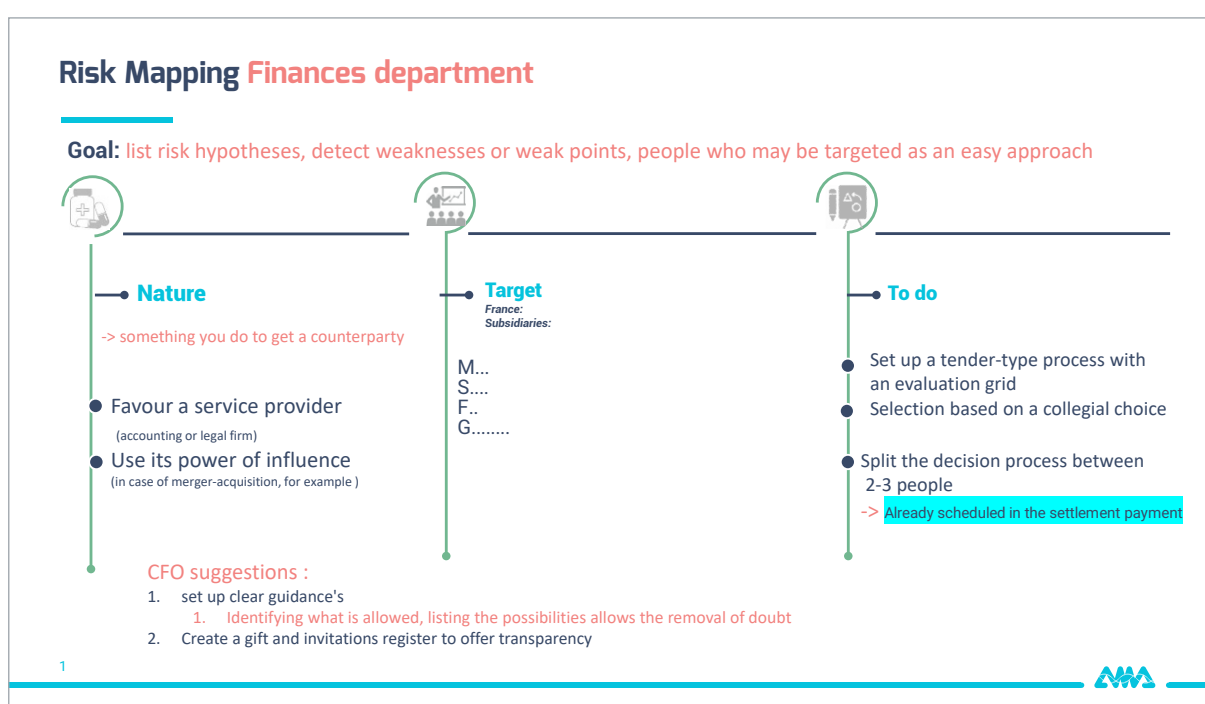 Risk Mapping Finances department
Goal: list risk hypotheses, detect weaknesses or weak points, people who may be targeted as an easy approach
Nature
-> something you do to get a counterparty
Favour a service provider
(accounting or legal firm)
Use its power of influence
(in case of merger-acquisition, for example )
Target
France:
Subsidiaries:
M...
S....
F..
G........
To do
Set up a tender-type process with
an evaluation grid
Selection based on a collegial choice
Split the decision process between
2-3 people
-> Already scheduled in the settlement payment
CFO suggestions :
1. set up clear guidance's
1. Identifying what is allowed, listing the possibilities allows the removal of doubt
2. Create a gift and invitations register to offer transparency
1